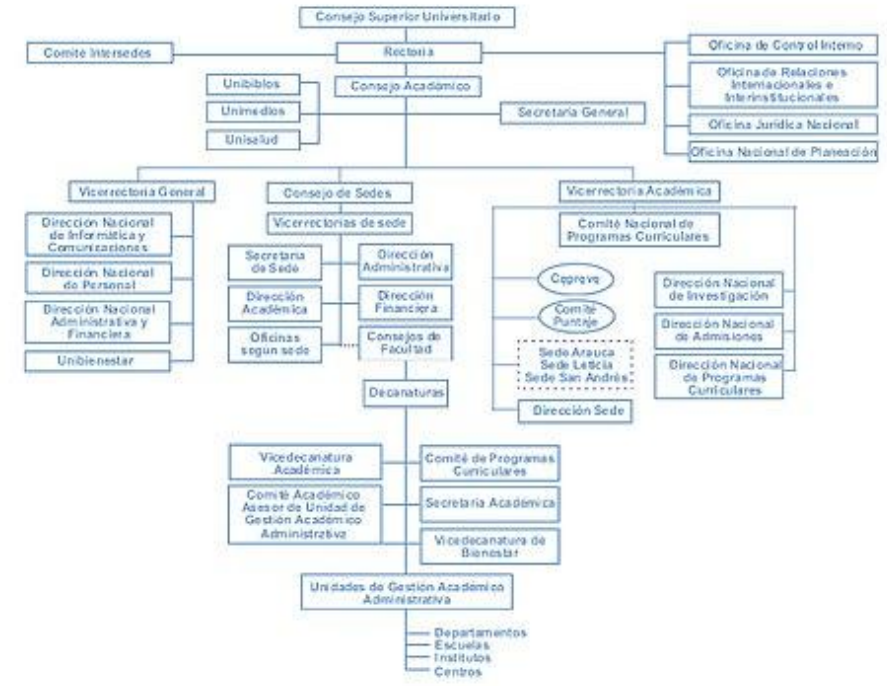 Consejo Superior Universitario
Comité Intersedes
Rectoría
Oficina de Control Interno
Unibiblos
Consejo Académico
Oficina de Relaciones
Internacionales e
Interinstitucionales
Unimedios
Secretaría General
Oficina Jurídica Nacional
Unisalud
Oficina Nacional de Planeación
Vicerrectoría General
Consejo de Sedes
Vicerrectoría Académica
Dirección Nacional
de Informática y
Comunicaciones
Vicerrectorías de sede
Comité Nacional de
Programas Curriculares
Secretaría
de Sede
Dirección
Administrativa
Dirección Nacional
de Personal
Dirección
Académica
Dirección
Financiera
Dirección Nacional
de Investigación
Dirección Nacional
Administrativa y
Financiera
Oficinas
segun sede
Consejos de
Facultad
Comité
Puntaje
Dirección Nacional
de Admisiones
Unibienestar
Sede Arauca
Sede Leticia
Sede San Andrés
Dirección Nacional
de Programas
Curriculares
Decanaturas
Dirección Sede
Vicedecanatura
Académica
Comité de Programas
Curriculares
Comité Académico
Asesor de Unidad de
Gestión Académico
Administrativa
Secretaría Académica
Vicedecanatura de
Bienestar
Unidades de Gestión Académico
Administrativa
Departamentos
Escuelas
Institutos
Centros